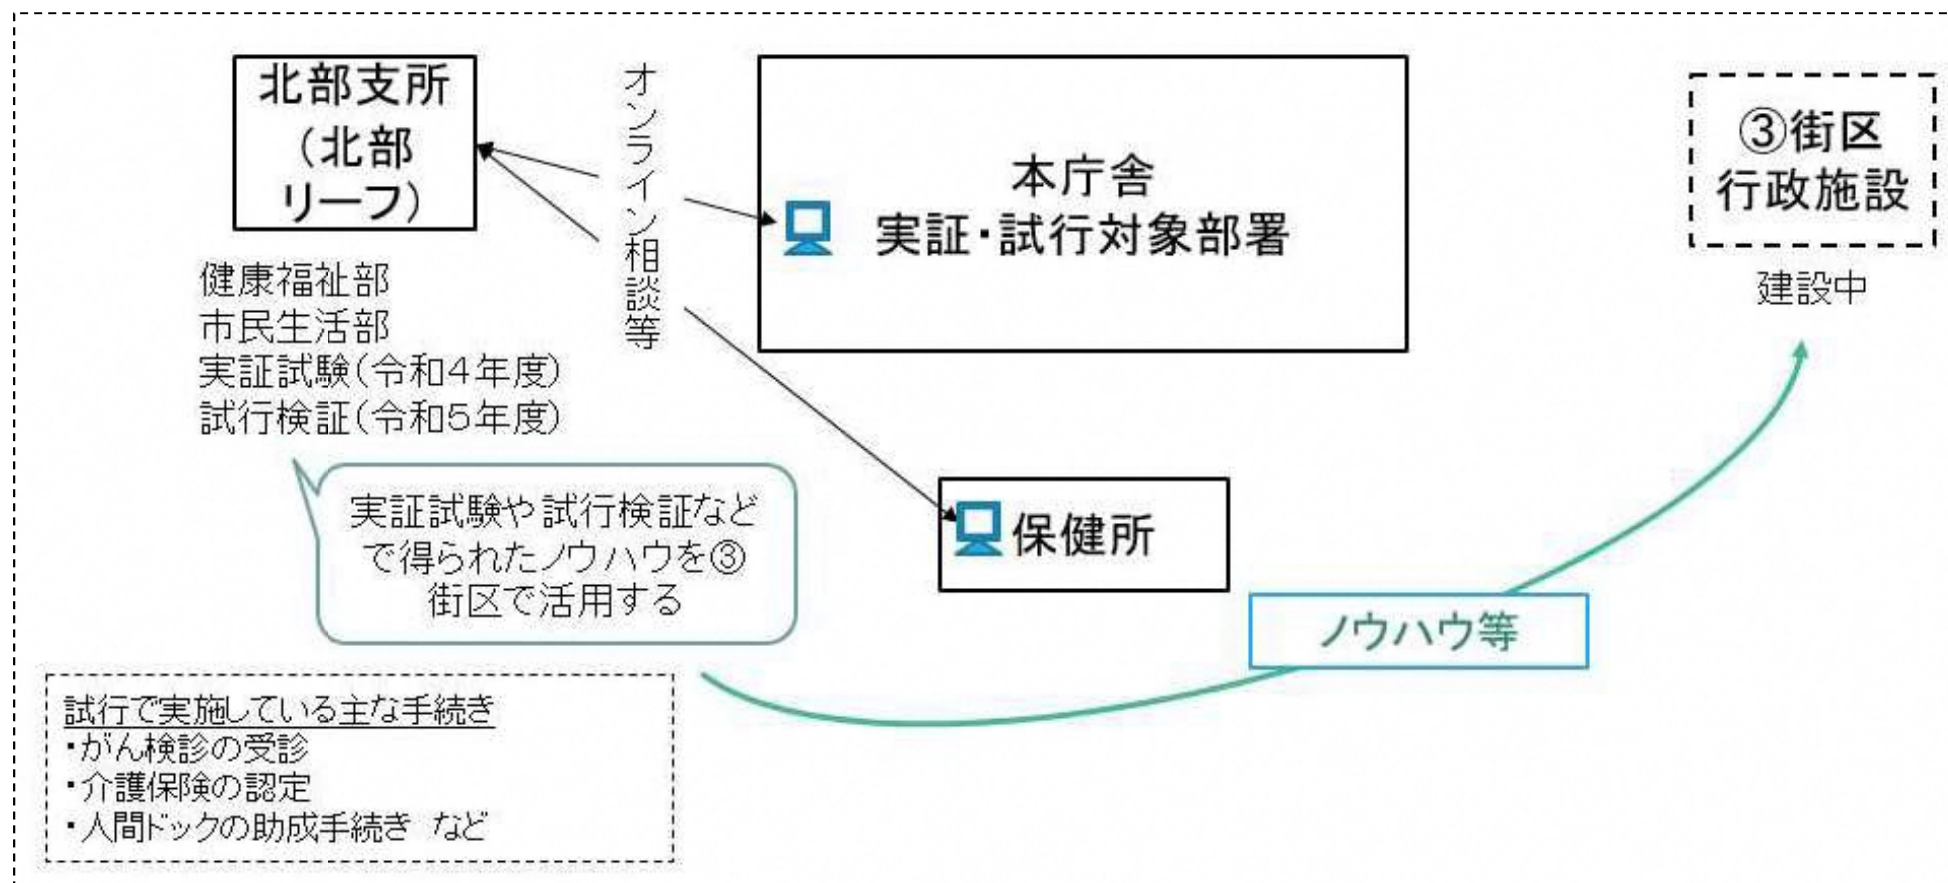 北部支所
（北部
リーフ）
オンライン相談等
本庁舎
実証・試行対象部署
③街区
行政施設
建設中
健康福祉部
市民生活部
実証試験（令和４年度）
試行検証（令和５年度）
実証試験や試行検証など
で得られたノウハウを③
街区で活用する
保健所
ノウハウ等
試行で実施している主な手続き
・がん検診の受診
・介護保険の認定
・人間ドックの助成手続き など